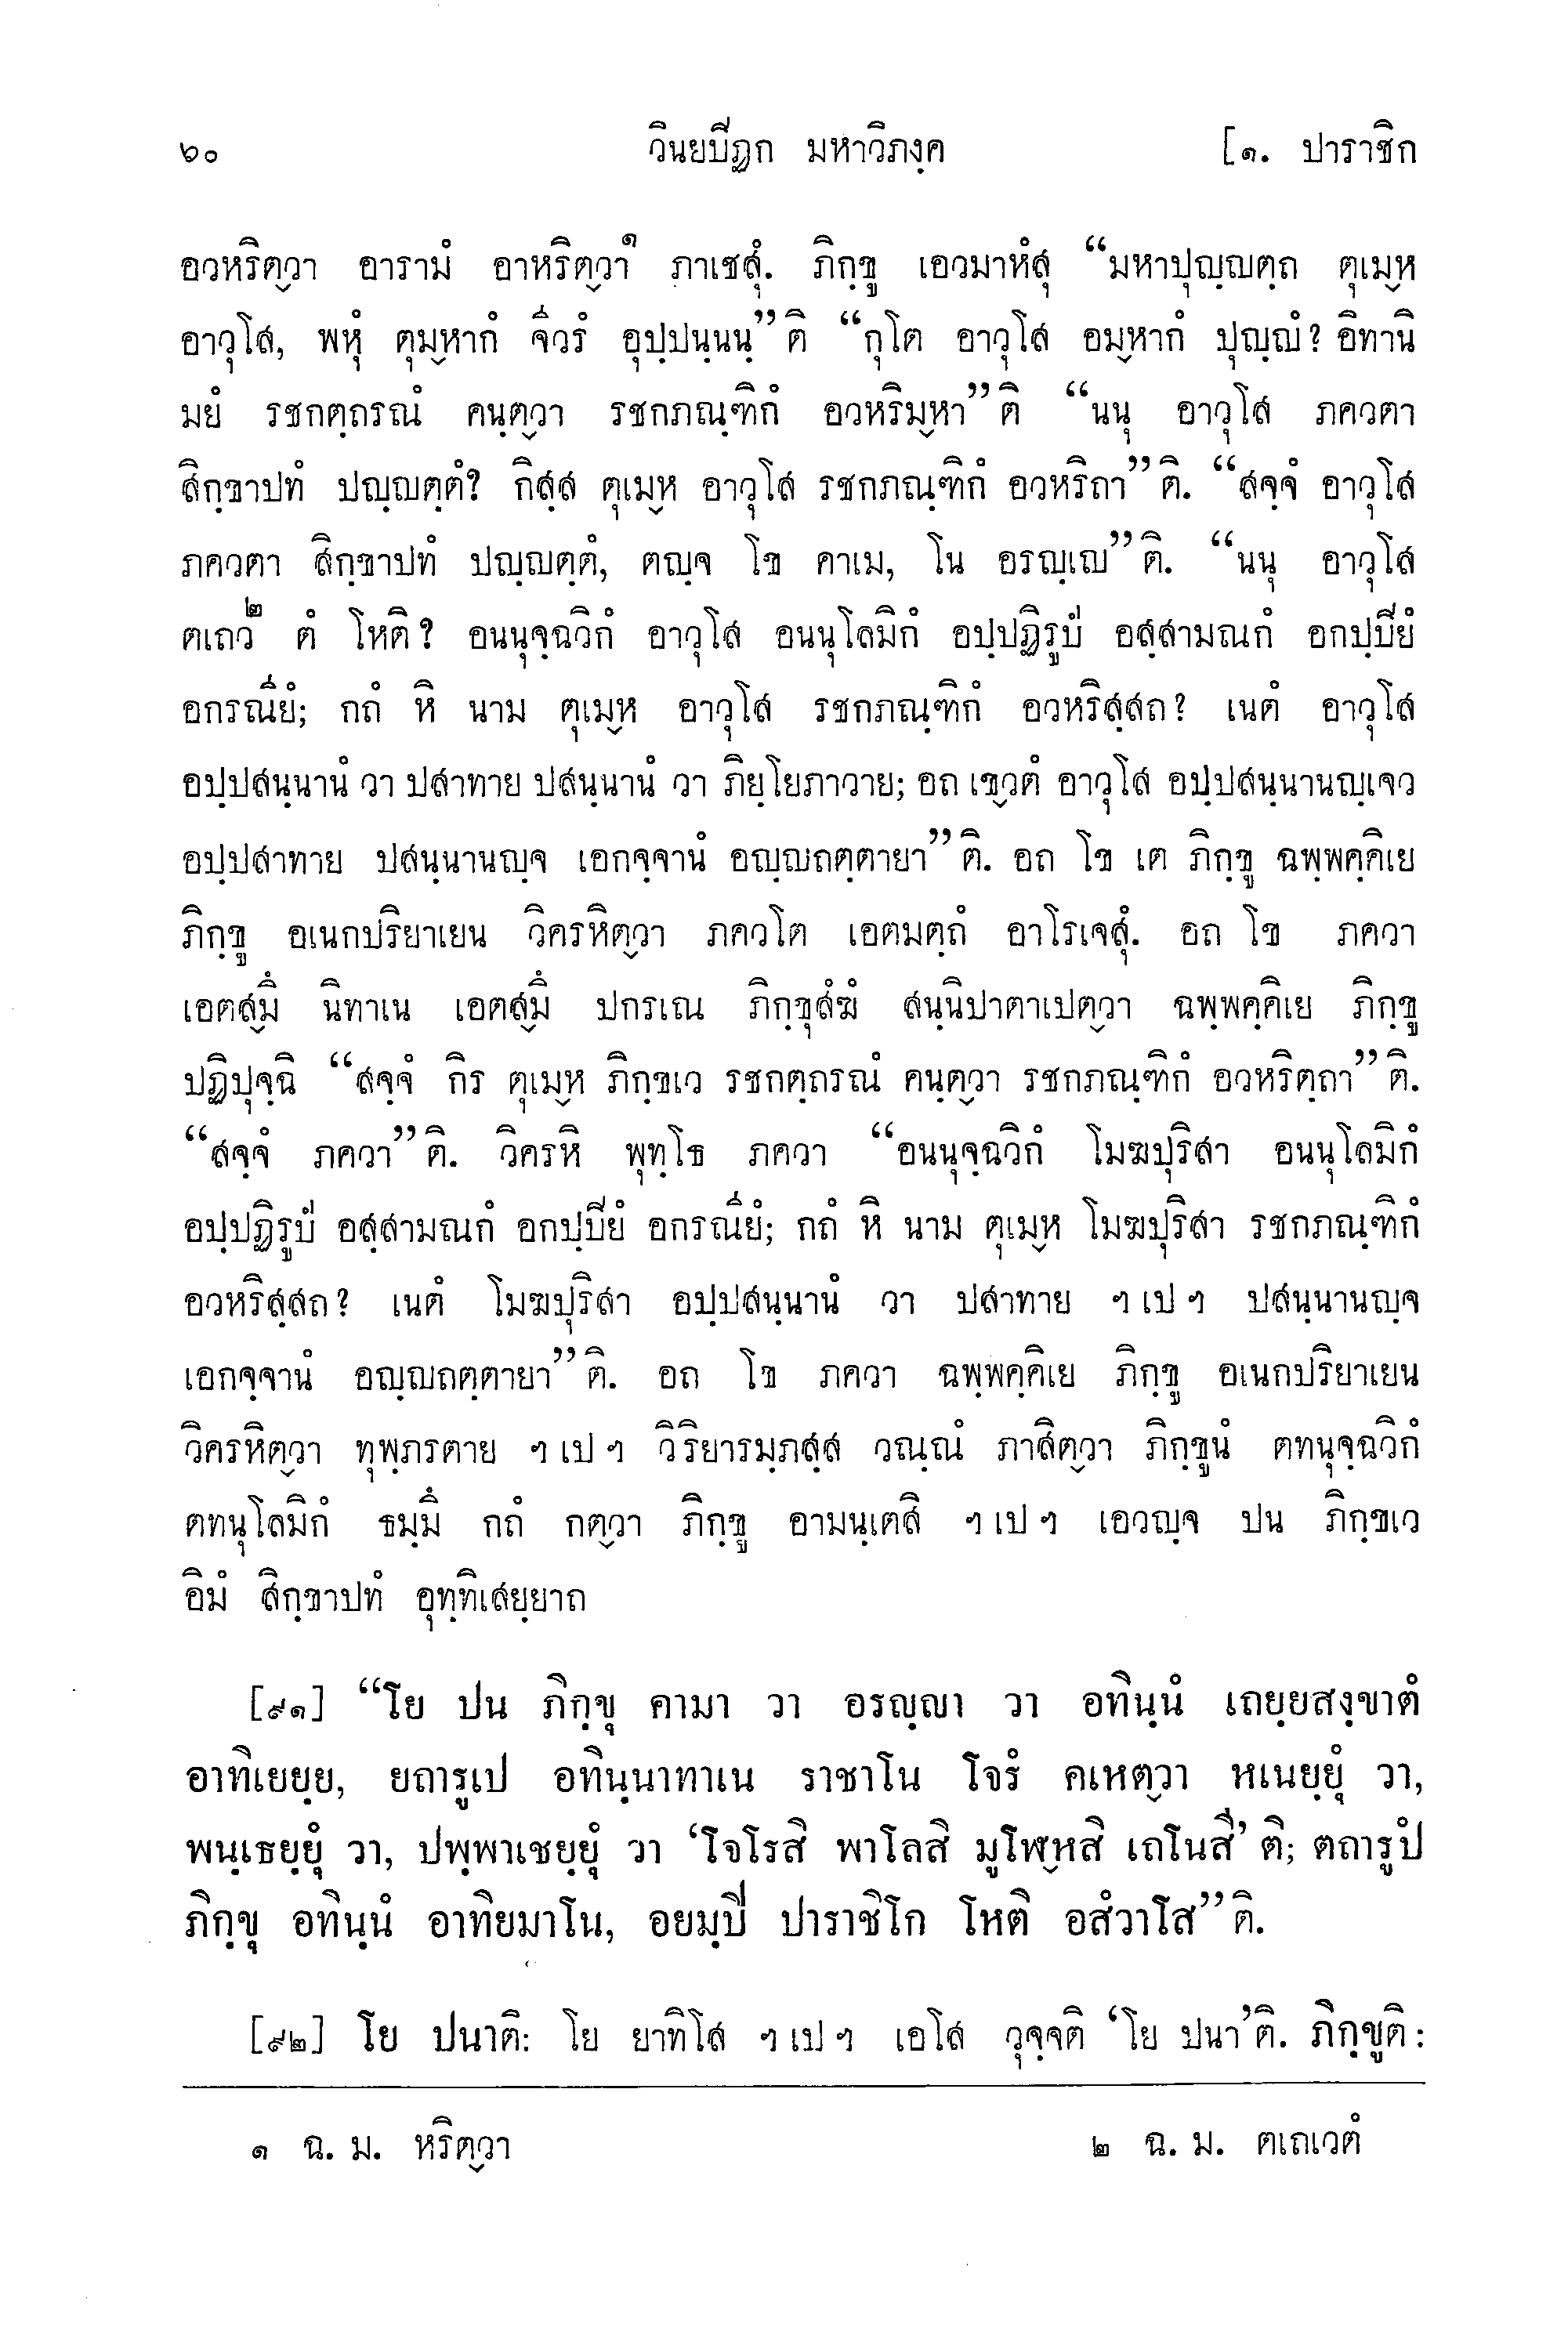 ๖๐ วินยปิฏก มหาวิภงฺค [๑. ปาราชิก
อวหริตฺวา อารามํ อาหริตฺวา๑ ภาเชสุํ. ภิกฺขู เอวมาหํสุ “มหาปุญฺญตฺถ ตุเมฺห
อาวุโส, พหุํ ตุมฺหากํ จีวรํ อุปฺปนฺนนฺ”ติ “กุโต อาวุโส อมฺหากํ ปุญฺญํ? อิทานิ
มยํ รชกตฺถรณํ คนฺตฺวา รชกภณฺฑิกํ อวหริมฺหา”ติ “นนุ อาวุโส ภควตา
สิกฺขาปทํ ปญฺญตฺตํ? กิสฺส ตุเมฺห อาวุโส รชกภณฺฑิกํ อวหริถา”ติ. “สจฺจํ อาวุโส
ภควตา สิกฺขาปทํ ปญฺญตฺตํ, ตญฺจ โข คาเม, โน อรญฺเญ”ติ. “นนุ อาวุโส
ตเถว๒ ตํ โหติ? อนนุจฺฉวิกํ อาวุโส อนนุโลมิกํ อปฺปฏิรูปํ อสฺสามณกํ อกปฺปิยํ
อกรณียํ; กถํ หิ นาม ตุเมฺห อาวุโส รชกภณฺฑิกํ อวหริสฺสถ? เนตํ อาวุโส
อปฺปสนฺนานํ วา ปสาทาย ปสนฺนานํ วา ภิยฺโยภาวาย; อถ เขฺวตํ อาวุโส อปฺปสนฺนานญฺเจว
อปฺปสาทาย ปสนฺนานญฺจ เอกจฺจานํ อญฺญถตฺตายา”ติ. อถ โข เต ภิกฺขู ฉพฺพคฺคิเย
ภิกฺขู อเนกปริยาเยน วิครหิตฺวา ภควโต เอตมตฺถํ อาโรเจสุํ. อถ โข ภควา
เอตสฺมึ นิทาเน เอตสฺมึ ปกรเณ ภิกฺขุสํฆํ สนฺนิปาตาเปตฺวา ฉพฺพคฺคิเย ภิกฺขู
ปฏิปุจฺฉิ “สจฺจํ กิร ตุเมฺห ภิกฺขเว รชกตฺถรณํ คนฺตฺวา รชกภณฺฑิกํ อวหริตฺถา”ติ.
“สจฺจํ ภควา”ติ. วิครหิ พุทฺโธ ภควา “อนนุจฺฉวิกํ โมฆปุริสา อนนุโลมิกํ
อปฺปฏิรูปํ อสฺสามณกํ อกปฺปิยํ อกรณียํ; กถํ หิ นาม ตุเมฺห โมฆปุริสา รชกภณฺฑิกํ
อวหริสฺสถ? เนตํ โมฆปุริสา อปฺปสนฺนานํ วา ปสาทาย ฯ เป ฯ ปสนฺนานญฺจ
เอกจฺจานํ อญฺญถตฺตายา”ติ. อถ โข ภควา ฉพฺพคฺคิเย ภิกฺขู อเนกปริยาเยน
วิครหิตฺวา ทุพฺภรตาย ฯ เป ฯ วิริยารมฺภสฺส วณฺณํ ภาสิตฺวา ภิกฺขูนํ ตทนุจฺฉวิกํ
ตทนุโลมิกํ ธมฺมึ กถํ กตฺวา ภิกฺขู อามนฺเตสิ ฯ เป ฯ เอวญฺจ ปน ภิกฺขเว
อิมํ สิกฺขาปทํ อุทฺทิเสยฺยาถ
[๙๑] “โย ปน ภิกฺขุ คามา วา อรญฺญา วา อทินฺนํ เถยฺยสงฺขาตํ
อาทิเยยฺย, ยถารูเป อทินฺนาทาเน ราชาโน โจรํ คเหตฺวา หเนยฺยุํ วา,
พนฺเธยฺยุํ วา, ปพฺพาเชยฺยุํ วา ‘โจโรสิ พาโลสิ มูโฬฺหสิ เถโนสี’ติ; ตถารูปํ
ภิกฺขุ อทินฺนํ อาทิยมาโน, อยมฺปิ ปาราชิโก โหติ อสํวาโส”ติ.
[๙๒] โย ปนาติ: โย ยาทิโส ฯ เป ฯ เอโส วุจฺจติ ‘โย ปนา’ติ. ภิกฺขูติ:
๑ ฉ. ม. หริตฺวา ๒ ฉ. ม. ตเถเวตํ